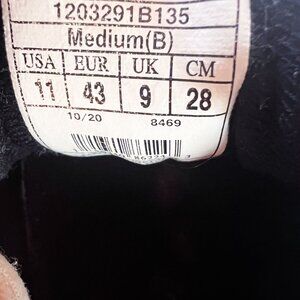 1203291B135
Medium(B)
USA EUR UK CM
11 43 9 28
10/20 8469